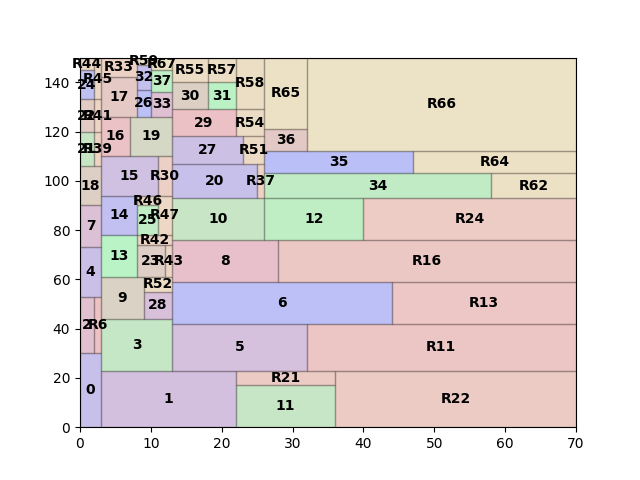 R44 R33 R59 R67
R55 R57
24 R45 32 37 R58
17 30 31 R65
26 33 R66
R41 29 R54
16 19 36
R39 27 R51
35 R64
18 15 R30 20 R37 34 R62
14 R46
25 R47 10 12 R24
7
13 R42
23 R43 8 R16
4
9 R52
28 6 R13
2 R6
3 5 R11
0 1 R21
11 R22
140
120
100
80
60
40
20
0
0 10 20 30 40 50 60 70